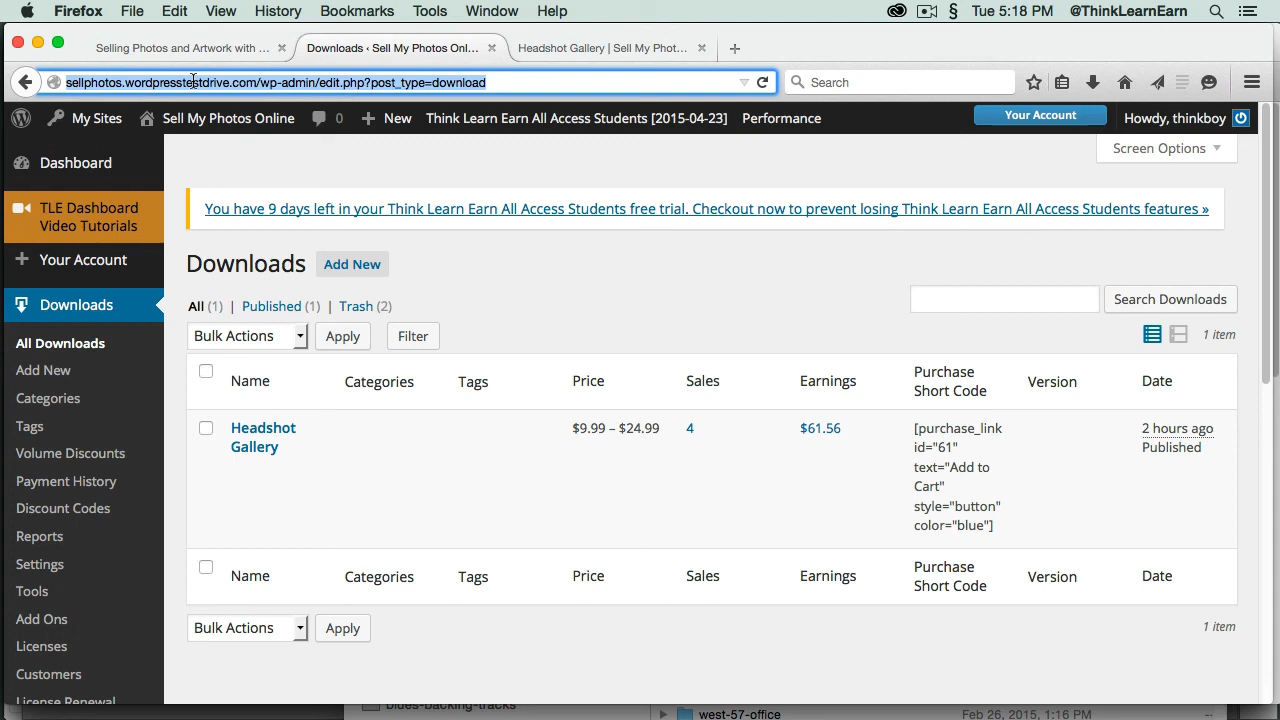 Firefox File Edit View History Bookmarks Tools Window Help Tue 5:18 PM @ThinkLearnEarn
Selling Photos and Artwork with ... Downloads ‹ Sell My Photos Onl... Headshot Gallery | Sell My Phot...
sellphotos.wordpresstestdrive.com/wp-admin/edit.php?post_type=download Search
My Sites Sell My Photos Online 0 New Think Learn Earn All Access Students [2015-04-23] Performance Your Account Howdy, thinkboy
Dashboard
TLE Dashboard
Video Tutorials
Your Account
Downloads
All Downloads
Add New
Categories
Tags
Volume Discounts
Payment History
Discount Codes
Reports
Settings
Tools
Add Ons
Licenses
Customers
License Renewal
Screen Options
You have 9 days left in your Think Learn Earn All Access Students free trial. Checkout now to prevent losing Think Learn Earn All Access Students features »
Downloads Add New
All (1) | Published (1) | Trash (2)
Search Downloads
Bulk Actions Apply Filter
1 item
Name Categories Tags Price Sales Earnings Purchase Short Code Version Date
Headshot Gallery $9.99 – $24.99 4 $61.56
[purchase_link
id="61"
text="Add to
Cart"
style="button"
color="blue"]
2 hours ago
Published
Name Categories Tags Price Sales Earnings Purchase Short Code Version Date
Bulk Actions Apply
1 item
blues-backing-tracks
west-57-office Feb 26, 2015, 1:16 PM